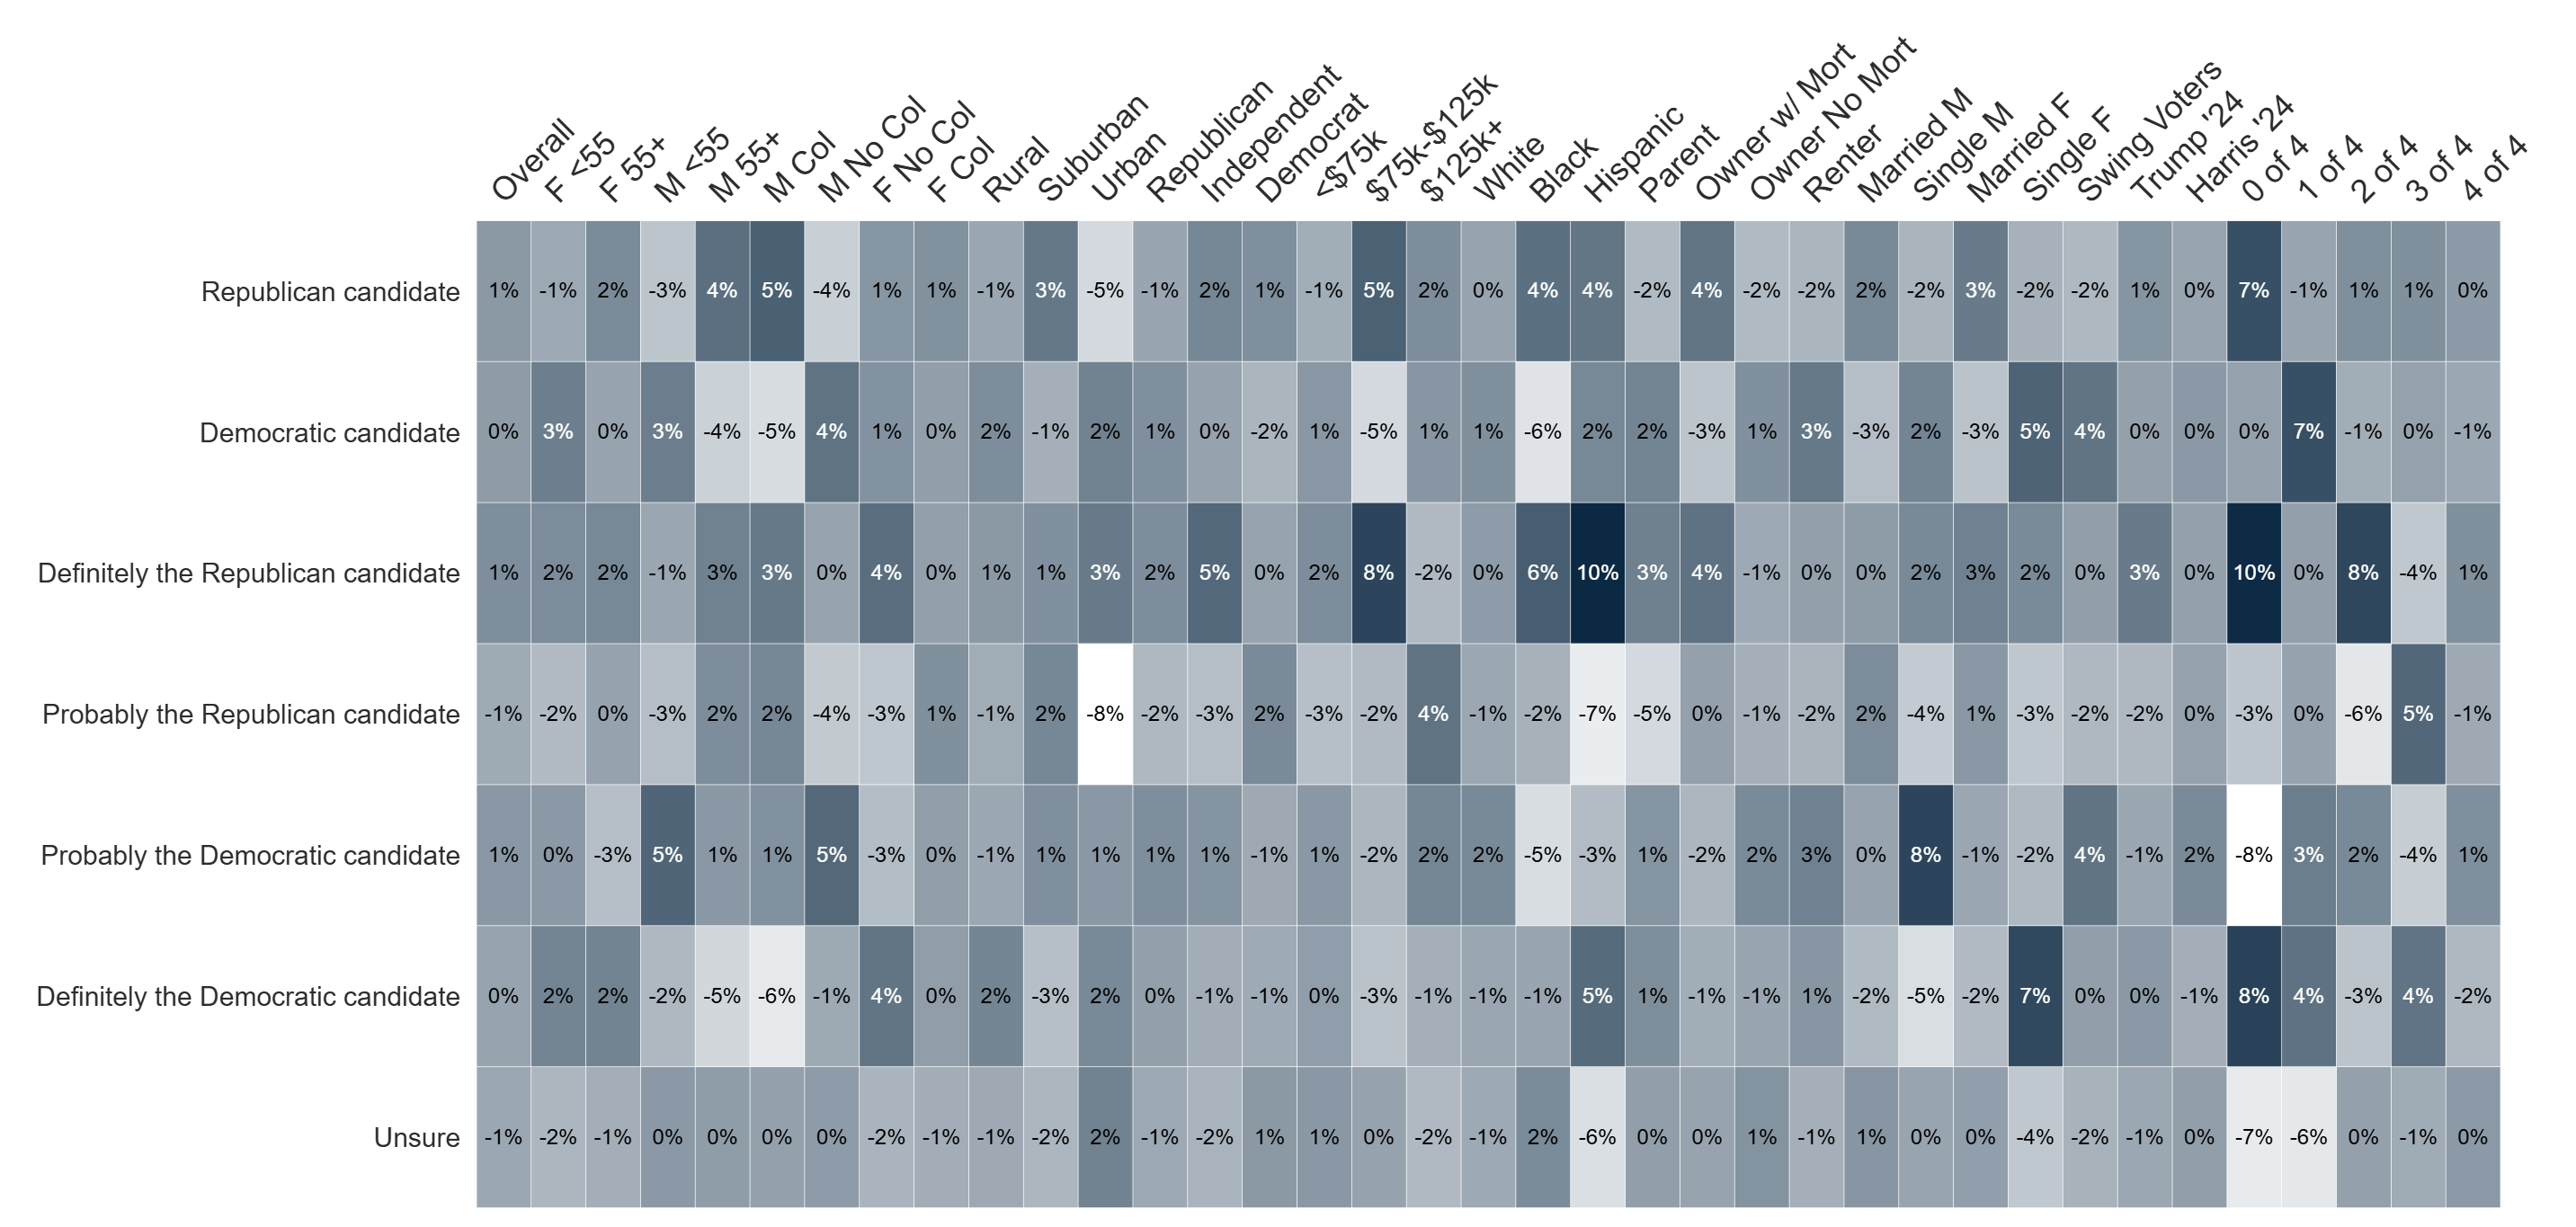 Overall F <55 F 55+ M <55 M 55+ M Col M No Col F No Col F Col Rural Suburban Urban Republican Independent Democrat <$75k $75k-$125k $125k+ White Black Hispanic Parent Owner w/ Mort Owner No Mort Renter Married M Single M Married F Single F Swing Voters Trump '24 Harris '24 0 of 4 1 of 4 2 of 4 3 of 4 4 of 4
Republican candidate 1% -1% 2% -3% 4% 5% -4% 1% 1% -1% 3% -5% -1% 2% 1% -1% 5% 2% 0% 4% 4% -2% 4% -2% -2% 2% -2% 3% -2% -2% 1% 0% 7% -1% 1% 1% 0%
Democratic candidate 0% 3% 0% 3% -4% -5% 4% 1% 0% 2% -1% 2% 1% 0% -2% 1% -5% 1% 1% -6% 2% 2% -3% 1% 3% -3% 2% -3% 5% 4% 0% 0% 0% 7% -1% 0% -1%
Definitely the Republican candidate 1% 2% 2% -1% 3% 3% 0% 4% 0% 1% 1% 3% 2% 5% 0% 2% 8% -2% 0% 6% 10% 3% 4% -1% 0% 0% 2% 3% 2% 0% 3% 0% 10% 0% 8% -4% 1%
Probably the Republican candidate -1% -2% 0% -3% 2% 2% -4% -3% 1% -1% 2% -8% -2% -3% 2% -3% -2% 4% -1% -2% -7% -5% 0% -1% -2% 2% -4% 1% -3% -2% -2% 0% -3% 0% -6% 5% -1%
Probably the Democratic candidate 1% 0% -3% 5% 1% 1% 5% -3% 0% -1% 1% 1% 1% 1% -1% 1% -2% 2% 2% -5% -3% 1% -2% 2% 3% 0% 8% -1% -2% 4% -1% 2% -8% 3% 2% -4% 1%
Definitely the Democratic candidate 0% 2% 2% -2% -5% -6% -1% 4% 0% 2% -3% 2% 0% -1% -1% 0% -3% -1% -1% -1% 5% 1% -1% -1% 1% -2% -5% -2% 7% 0% 0% -1% 8% 4% -3% 4% -2%
Unsure -1% -2% -1% 0% 0% 0% 0% -2% -1% -1% -2% 2% -1% -2% 1% 1% 0% -2% -1% 2% -6% 0% 0% 1% -1% 1% 0% 0% -4% -2% -1% 0% -7% -6% 0% -1% 0%